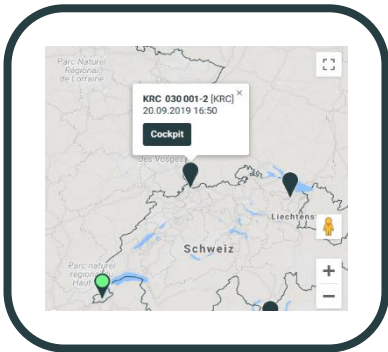 Parc Naturel
Régional
de Lorraine
KRC 030 001-2 [KRC] ×
20.09.2019 16:50
Cockpit
des Vosges
Liechtens
Schweiz
Parc naturel
région
Haut
+
−